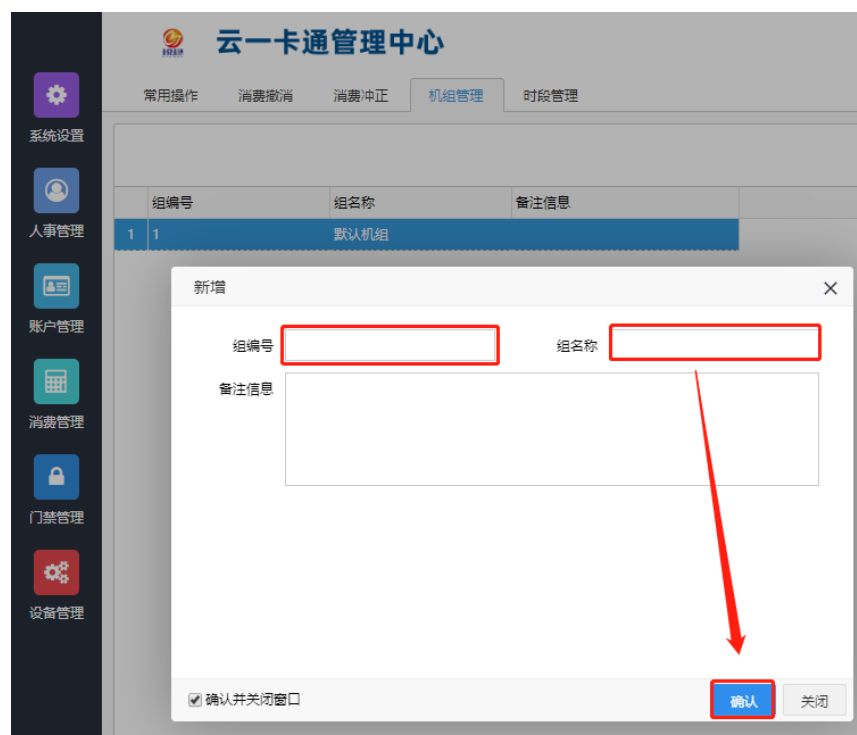 云一卡通管理中心
常用操作 消费撤消 消费冲正 机组管理 时段管理
系统设置
人事管理
账户管理
消费管理
门禁管理
设备管理
组编号 组名称 备注信息
1 1 默认机组
新增
组编号 组名称
备注信息
确认并关闭窗口 确认 关闭